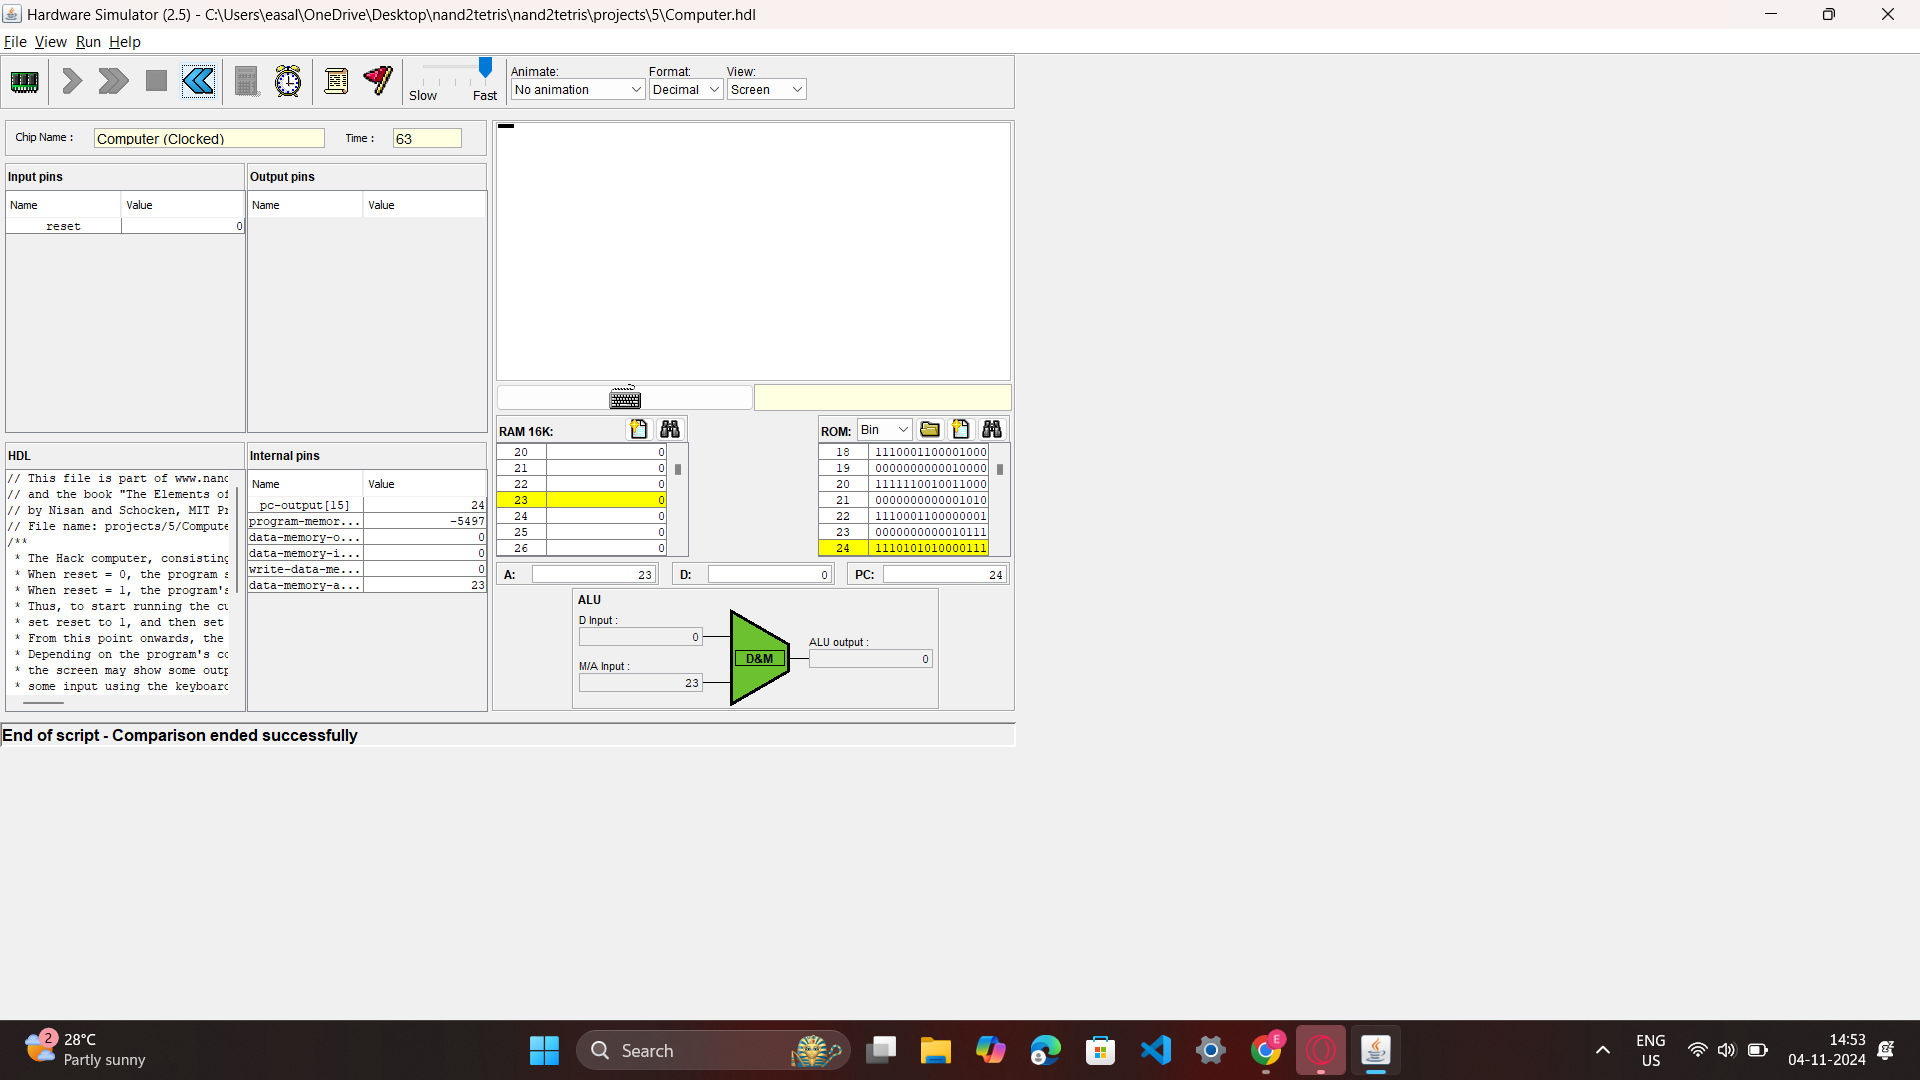 Hardware Simulator (2.5) - C:\Users\easal\OneDrive\Desktop\nand2tetris\nand2tetris\projects\5\Computer.hdl
File View Run Help
Slow Fast
Animate: Format: View:
No animation Decimal Screen
Chip Name : Computer (Clocked) Time : 63
Input pins
Name Value
reset 0
Output pins
Name Value
HDL
// This file is part of www.nand
// and the book "The Elements of
// by Nisan and Schocken, MIT Pr
// File name: projects/5/Compute
/**
* The Hack computer, consisting
* When reset = 0, the program s
* When reset = 1, the program's
* Thus, to start running the cu
* set reset to 1, and then set
* From this point onwards, the
* Depending on the program's co
* the screen may show some outp
* some input using the keyboard
Internal pins
Name Value
pc-output[15] 24
program-memor... -5497
data-memory-o... 0
data-memory-i... 0
write-data-me... 0
data-memory-a... 23
RAM 16K:
20 0
21 0
22 0
23 0
24 0
25 0
26 0
ROM: Bin
18 1110001100001000
19 0000000000010000
20 1111110010011000
21 0000000000001010
22 1110001100000001
23 0000000000010111
24 1110101010000111
A: 23 D: 0 PC: 24
ALU
D Input :
0
M/A Input :
23
D&M
ALU output :
0
End of script - Comparison ended successfully
2
28°C
Partly sunny
Search
E
ENG
US
14:53
04-11-2024